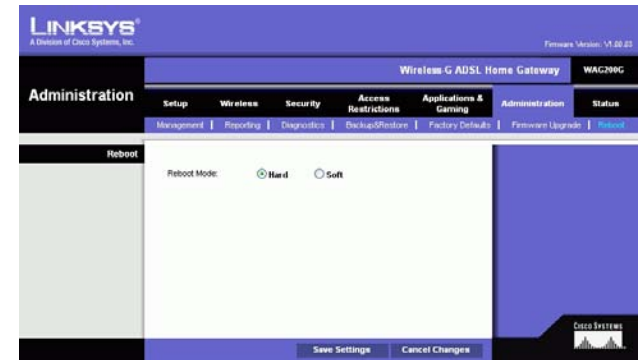 LINKSYS®
A Division of Cisco Systems, Inc.
Firmware Version: V1.00.03
Wireless-G ADSL Home Gateway WAG200G
Administration
Setup Wireless Security Access Restrictions Applications & Gaming Administration Status
Management | Reporting | Diagnostics | Backup&Restore | Factory Defaults | Firmware Upgrade | Reboot
Reboot
Reboot Mode: Hard Soft
Save Settings Cancel Changes
CISCO SYSTEMS